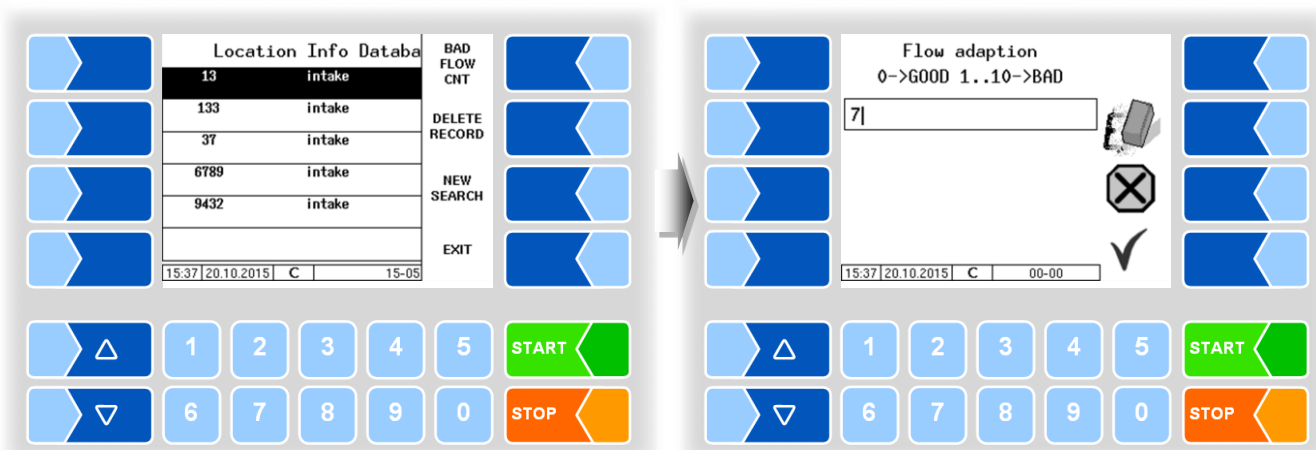 Location Info Databa
13 intake
133 intake
37 intake
6789 intake
9432 intake
15:37 20.10.2015 C 15-05
BAD
FLOW
CNT
DELETE
RECORD
NEW
SEARCH
EXIT
1 2 3 4 5 START
6 7 8 9 0 STOP
Flow adaption
0->GOOD 1..10->BAD
7
15:37 20.10.2015 C 00-00
1 2 3 4 5 START
6 7 8 9 0 STOP